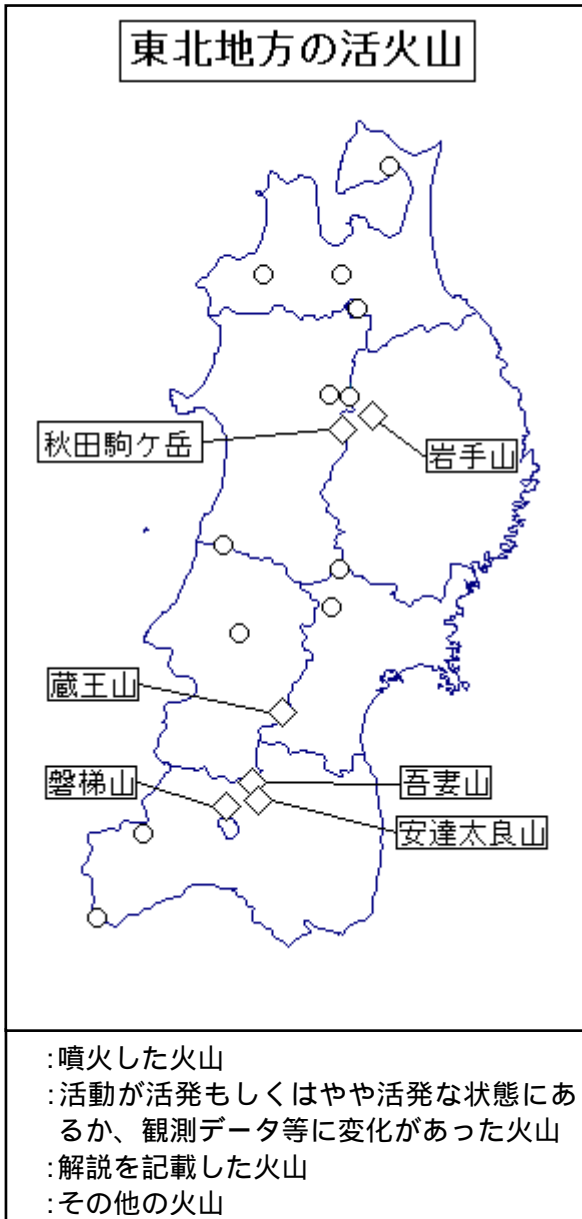 東北地方の活火山
秋田駒ケ岳
岩手山
蔵王山
磐梯山
吾妻山
安達太良山
:噴火した火山
:活動が活発もしくはやや活発な状態にあ
るか、観測データ等に変化があった火山
:解説を記載した火山
:その他の火山